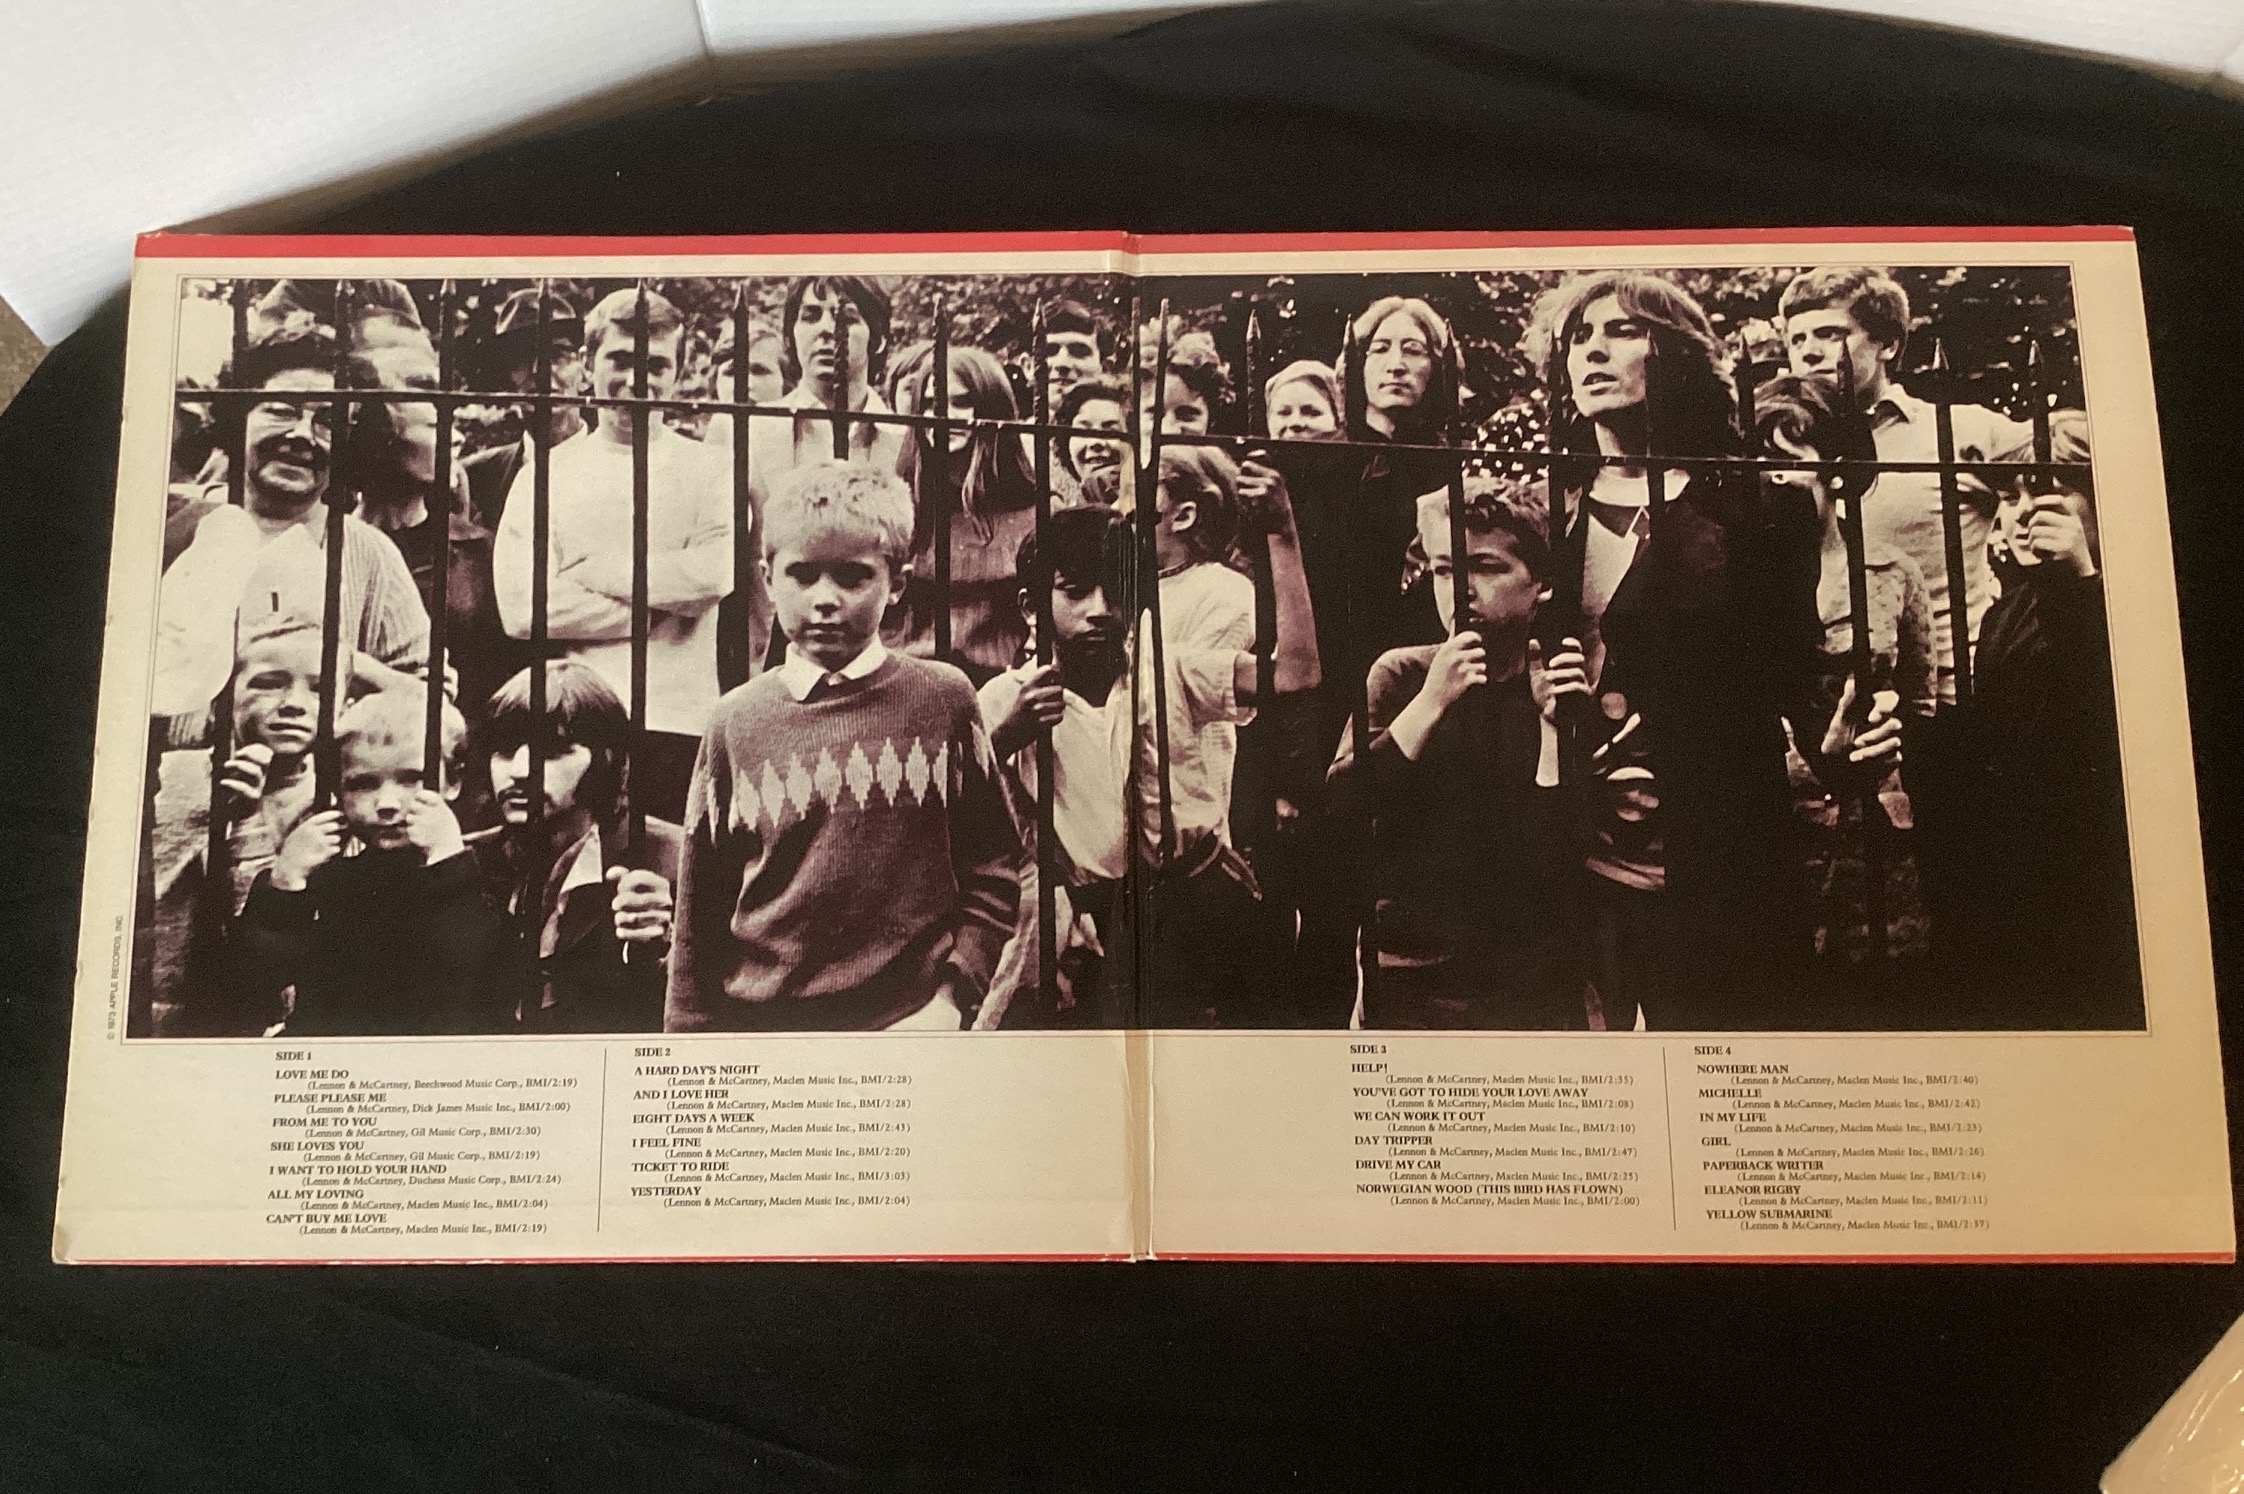 © 1973 APPLE RECORDS, INC.
SIDE 1
LOVE ME DO
(Lennon & McCartney, Beechwood Music Corp., BMI/2:19)
PLEASE PLEASE ME
(Lennon & McCartney, Dick James Music Inc., BMI/2:00)
FROM ME TO YOU
(Lennon & McCartney, Gil Music Corp., BMI/2:30)
SHE LOVES YOU
(Lennon & McCartney, Gil Music Corp., BMI/2:19)
I WANT TO HOLD YOUR HAND
(Lennon & McCartney, Duchess Music Corp., BMI/2:24)
ALL MY LOVING
(Lennon & McCartney, Maclen Music Inc., BMI/2:04)
CAN'T BUY ME LOVE
(Lennon & McCartney, Maclen Music Inc., BMI/2:19)
SIDE 2
A HARD DAY'S NIGHT
(Lennon & McCartney, Maclen Music Inc., BMI/2:28)
AND I LOVE HER
(Lennon & McCartney, Maclen Music Inc., BMI/2:28)
EIGHT DAYS A WEEK
(Lennon & McCartney, Maclen Music Inc., BMI/2:43)
I FEEL FINE
(Lennon & McCartney, Maclen Music Inc., BMI/2:20)
TICKET TO RIDE
(Lennon & McCartney, Maclen Music Inc., BMI/3:03)
YESTERDAY
(Lennon & McCartney, Maclen Music Inc., BMI/2:04)
SIDE 3
HELP!
(Lennon & McCartney, Maclen Music Inc., BMI/2:35)
YOU'VE GOT TO HIDE YOUR LOVE AWAY
(Lennon & McCartney, Maclen Music Inc., BMI/2:08)
WE CAN WORK IT OUT
(Lennon & McCartney, Maclen Music Inc., BMI/2:10)
DAY TRIPPER
(Lennon & McCartney, Maclen Music Inc., BMI/2:47)
DRIVE MY CAR
(Lennon & McCartney, Maclen Music Inc., BMI/2:25)
NORWEGIAN WOOD (THIS BIRD HAS FLOWN)
(Lennon & McCartney, Maclen Music Inc., BMI/2:00)
SIDE 4
NOWHERE MAN
(Lennon & McCartney, Maclen Music Inc., BMI/2:40)
MICHELLE
(Lennon & McCartney, Maclen Music Inc., BMI/2:42)
IN MY LIFE
(Lennon & McCartney, Maclen Music Inc., BMI/2:23)
GIRL
(Lennon & McCartney, Maclen Music Inc., BMI/2:26)
PAPERBACK WRITER
(Lennon & McCartney, Maclen Music Inc., BMI/2:14)
ELEANOR RIGBY
(Lennon & McCartney, Maclen Music Inc., BMI/2:11)
YELLOW SUBMARINE
(Lennon & McCartney, Maclen Music Inc., BMI/2:37)